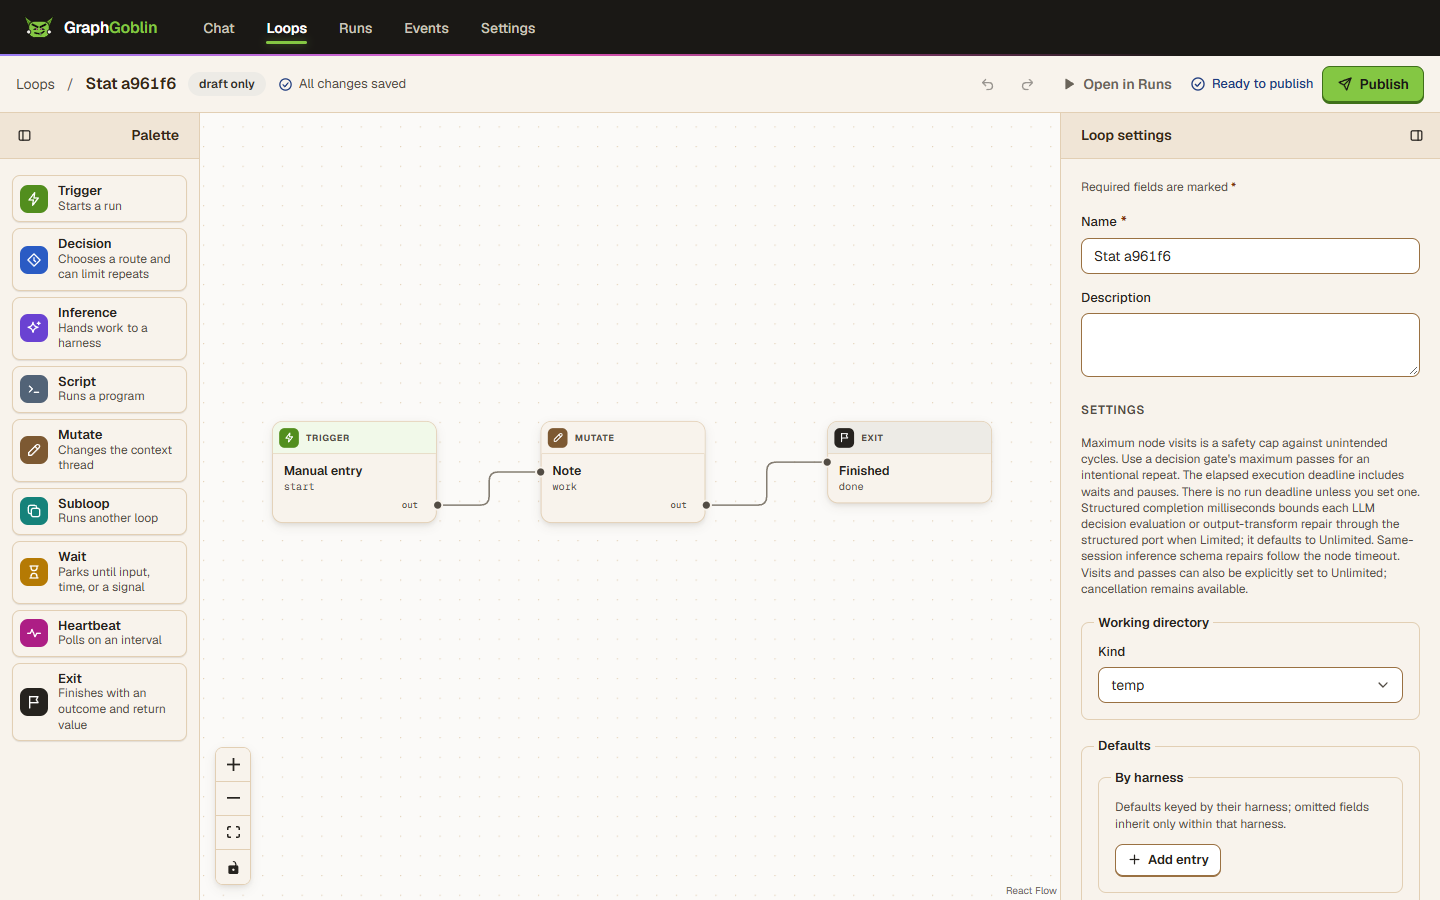 GraphGoblin
Chat
Loops
Runs
Events
Settings
Loops / Stat a961f6
draft only
All changes saved
Open in Runs
Ready to publish
Publish
Palette
Trigger
Starts a run
Decision
Chooses a route and
can limit repeats
Inference
Hands work to a
harness
Script
Runs a program
Mutate
Changes the context
thread
Subloop
Runs another loop
Wait
Parks until input,
time, or a signal
Heartbeat
Polls on an interval
Exit
Finishes with an
outcome and return
value
TRIGGER
Manual entry
start
out
MUTATE
Note
work
out
EXIT
Finished
done
React Flow
Loop settings
Required fields are marked *
Name *
Stat a961f6
Description
SETTINGS
Maximum node visits is a safety cap against unintended
cycles. Use a decision gate's maximum passes for an
intentional repeat. The elapsed execution deadline includes
waits and pauses. There is no run deadline unless you set one.
Structured completion milliseconds bounds each LLM
decision evaluation or output-transform repair through the
structured port when Limited; it defaults to Unlimited. Same-
session inference schema repairs follow the node timeout.
Visits and passes can also be explicitly set to Unlimited;
cancellation remains available.
Working directory
Kind
temp
Defaults
By harness
Defaults keyed by their harness; omitted fields
inherit only within that harness.
Add entry